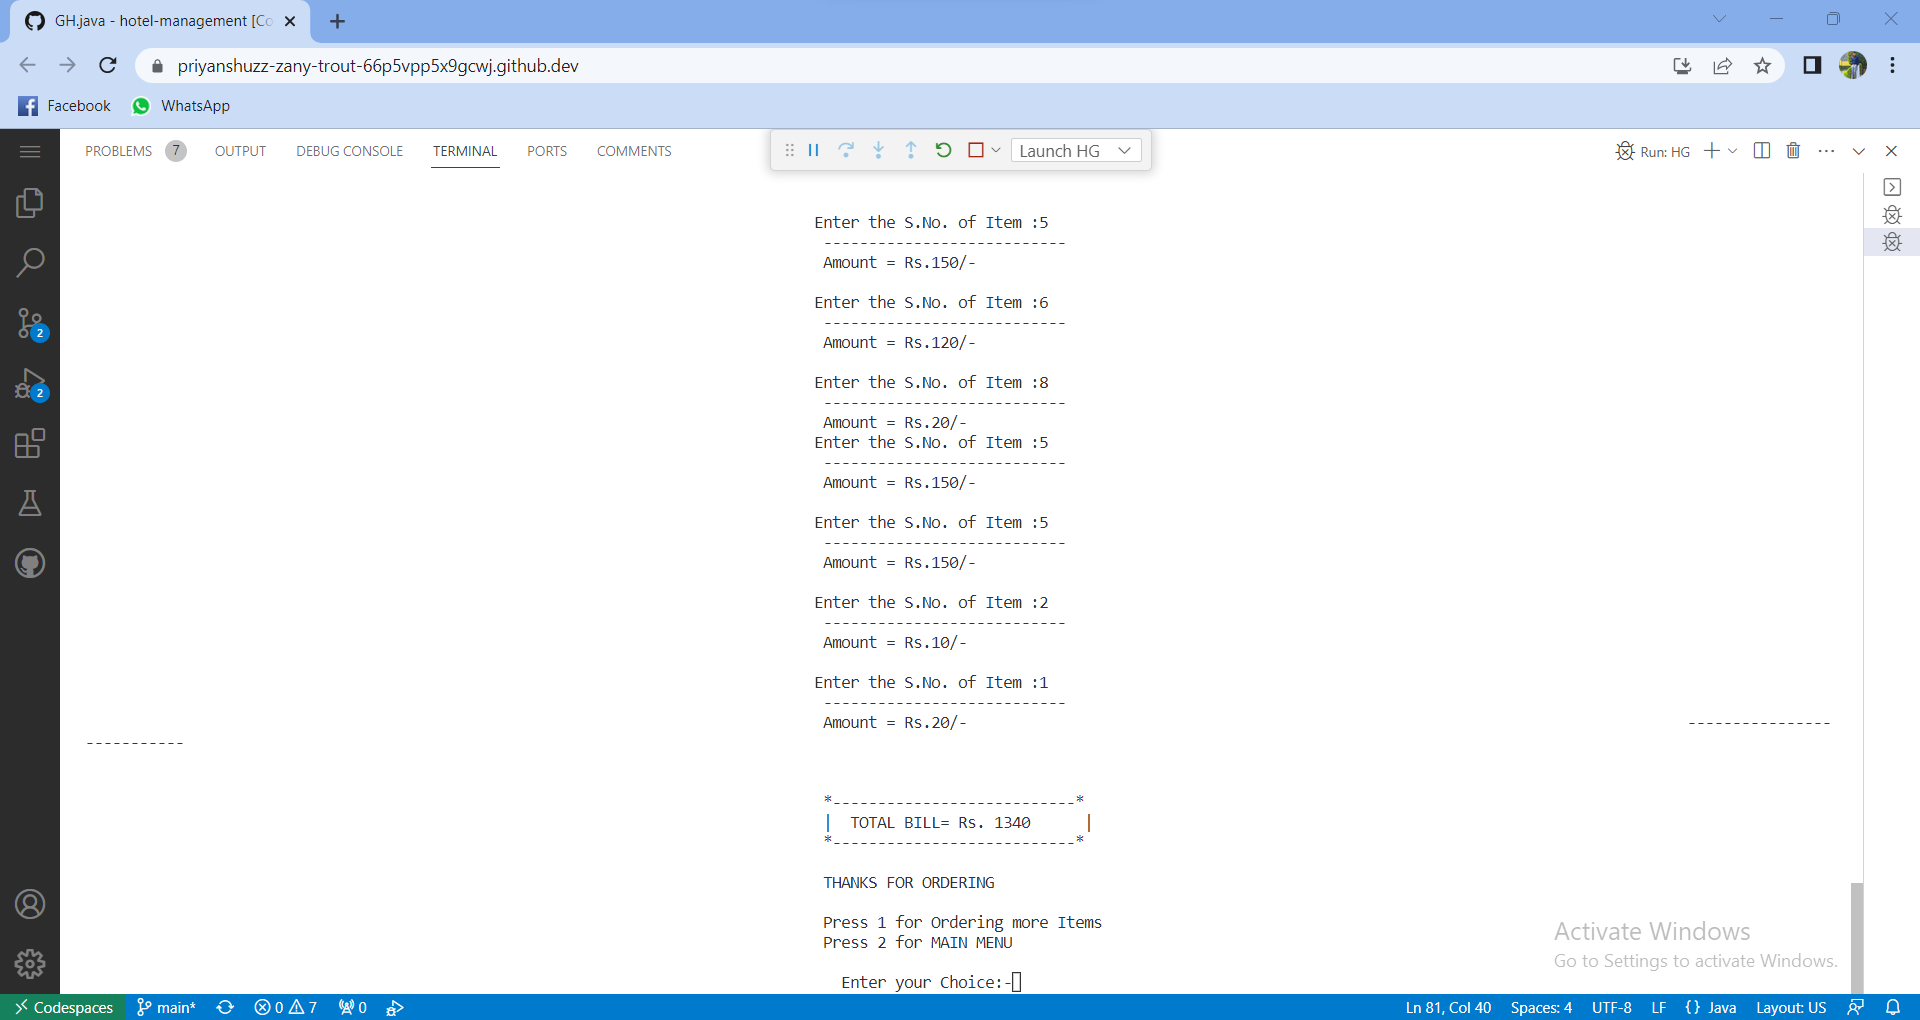 GH.java - hotel-management [Co
priyanshuzz-zany-trout-66p5vpp5x9gcwj.github.dev
Facebook WhatsApp
PROBLEMS 7 OUTPUT DEBUG CONSOLE TERMINAL PORTS COMMENTS Launch HG Run: HG
Enter the S.No. of Item :5
---------------------------
Amount = Rs.150/-
Enter the S.No. of Item :6
---------------------------
Amount = Rs.120/-
Enter the S.No. of Item :8
---------------------------
Amount = Rs.20/-
Enter the S.No. of Item :5
---------------------------
Amount = Rs.150/-
Enter the S.No. of Item :5
---------------------------
Amount = Rs.150/-
Enter the S.No. of Item :2
---------------------------
Amount = Rs.10/-
Enter the S.No. of Item :1
---------------------------
Amount = Rs.20/- ----------------
-----------
*---------------------------*
| TOTAL BILL= Rs. 1340 |
*---------------------------*
THANKS FOR ORDERING
Press 1 for Ordering more Items
Press 2 for MAIN MENU
Enter your Choice:-
2
2
Activate Windows
Go to Settings to activate Windows.
Codespaces main* 0 7 0 Ln 81, Col 40 Spaces: 4 UTF-8 LF {} Java Layout: US